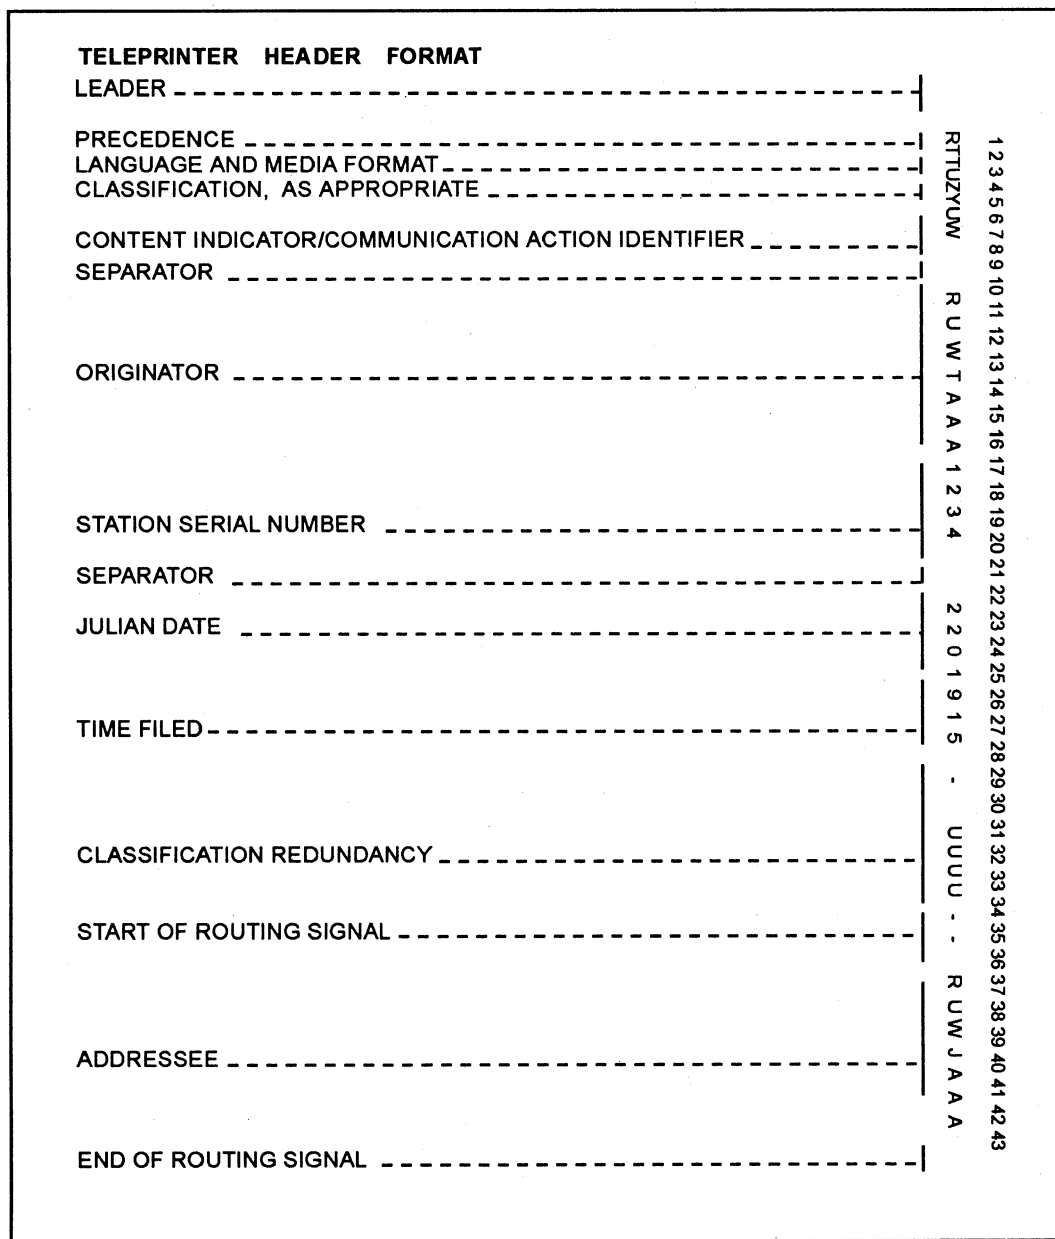 TELEPRINTER HEADER FORMAT
LEADER
PRECEDENCE
LANGUAGE AND MEDIA FORMAT
CLASSIFICATION, AS APPROPRIATE
CONTENT INDICATOR/COMMUNICATION ACTION IDENTIFIER
SEPARATOR
ORIGINATOR
STATION SERIAL NUMBER
SEPARATOR
JULIAN DATE
TIME FILED
CLASSIFICATION REDUNDANCY
START OF ROUTING SIGNAL
ADDRESSEE
END OF ROUTING SIGNAL
RTTUZYUW RUWTAAA1234 2201915 - UUUU-- RUWJAAA
1 2 3 4 5 6 7 8 9 10 11 12 13 14 15 16 17 18 19 20 21 22 23 24 25 26 27 28 29 30 31 32 33 34 35 36 37 38 39 40 41 42 43